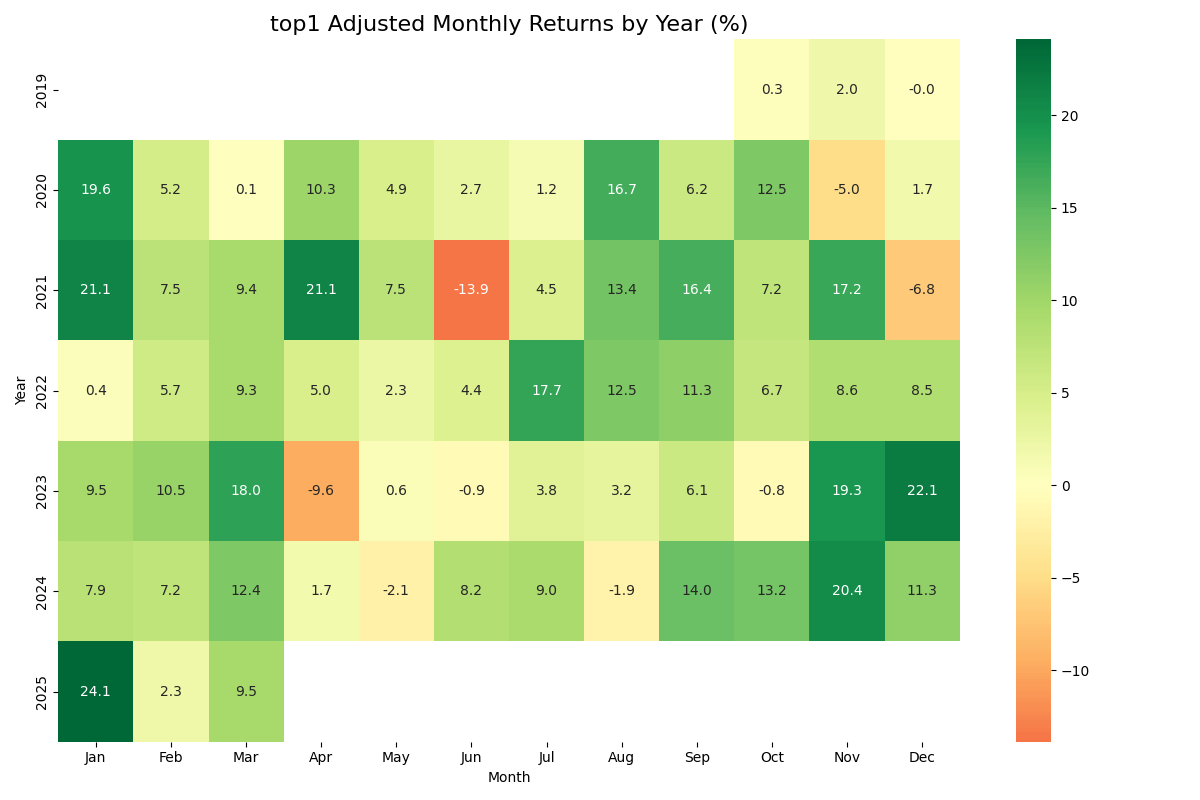 top1 Adjusted Monthly Returns by Year (%)
2019 0.3 2.0 -0.0
2020 19.6 5.2 0.1 10.3 4.9 2.7 1.2 16.7 6.2 12.5 -5.0 1.7
2021 21.1 7.5 9.4 21.1 7.5 -13.9 4.5 13.4 16.4 7.2 17.2 -6.8
Year
2022 0.4 5.7 9.3 5.0 2.3 4.4 17.7 12.5 11.3 6.7 8.6 8.5
2023 9.5 10.5 18.0 -9.6 0.6 -0.9 3.8 3.2 6.1 -0.8 19.3 22.1
2024 7.9 7.2 12.4 1.7 -2.1 8.2 9.0 -1.9 14.0 13.2 20.4 11.3
2025 24.1 2.3 9.5
Jan Feb Mar Apr May Jun Jul Aug Sep Oct Nov Dec
Month
20
15
10
5
0
−5
−10